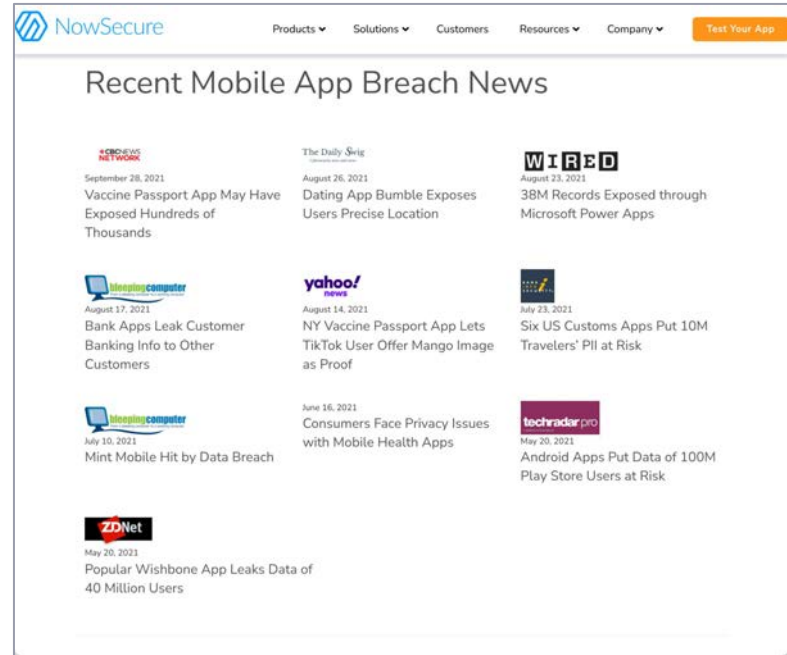 NowSecure
Products Solutions Customers Resources Company Test Your App
Recent Mobile App Breach News
CBCNEWS
NETWORK
September 28, 2021
Vaccine Passport App May Have
Exposed Hundreds of
Thousands
The Daily Swig
August 26, 2021
Dating App Bumble Exposes
Users Precise Location
WIRED
August 23, 2021
38M Records Exposed through
Microsoft Power Apps
bleepingcomputer
August 17, 2021
Bank Apps Leak Customer
Banking Info to Other
Customers
yahoo!
news
August 14, 2021
NY Vaccine Passport App Lets
TikTok User Offer Mango Image
as Proof
July 23, 2021
Six US Customs Apps Put 10M
Travelers' PII at Risk
bleepingcomputer
July 10, 2021
Mint Mobile Hit by Data Breach
June 16, 2021
Consumers Face Privacy Issues
with Mobile Health Apps
techradar pro
May 20, 2021
Android Apps Put Data of 100M
Play Store Users at Risk
ZDNet
May 20, 2021
Popular Wishbone App Leaks Data of
40 Million Users